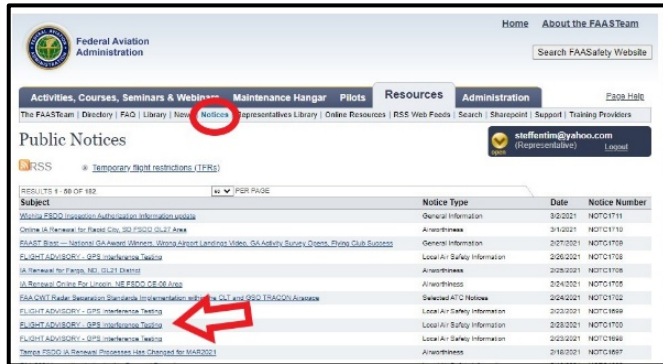 Home About the FAASTeam
Federal Aviation
Administration
Search FAASafety Website
Activities, Courses, Seminars & Webinars Maintenance Hangar Pilots Resources Administration Page Help
The FAASTeam | Directory | FAQ | Library | News Notices Representatives Library | Online Resources | RSS Web Feeds | Search | Sharepoint | Support | Training Providers
Public Notices
steffentim@yahoo.com
(Representative) Logout
open
RSS Temporary flight restrictions (TFRs)
RESULTS 1 - 50 OF 182 PER PAGE
Subject Notice Type Date Notice Number
Wichita FSDO Inspection Authorization Information update General Information 3/2/2021 NOTC1711
Online IA Renewal for Rapid City, SD FSDO GL27 Area Airworthiness 3/1/2021 NOTC1710
FAAST Blast — National GA Award Winners, Wrong Airport Landings Video, GA Activity Survey Opens, Flying Club Success General Information 2/27/2021
FLIGHT ADVISORY - GPS Interference Testing Local Air Safety Information 2/26/2021
IA Renewal for Fargo, ND, GL21 District Airworthiness 2/25/2021
IA Renewal Online For Lincoln, NE FSDO CE-09 Area Airworthiness 2/24/2021 NOTC1705
FAA CWT Radar Separation Standards Implementation within the CLT and GSO TRACON Airspace Selected ATC Notices 2/24/2021 NOTC1702
FLIGHT ADVISORY - GPS Interference Testing Local Air Safety Information 2/23/2021 NOTC1699
FLIGHT ADVISORY - GPS Interference Testing Local Air Safety Information NOTC1700
FLIGHT ADVISORY - GPS Interference Testing Local Air Safety Information 2/23/2021 NOTC1698
Tampa FSDO IA Renewal Processes Has Changed for MAR2021 Airworthiness 2/18/2021 NOTC1697